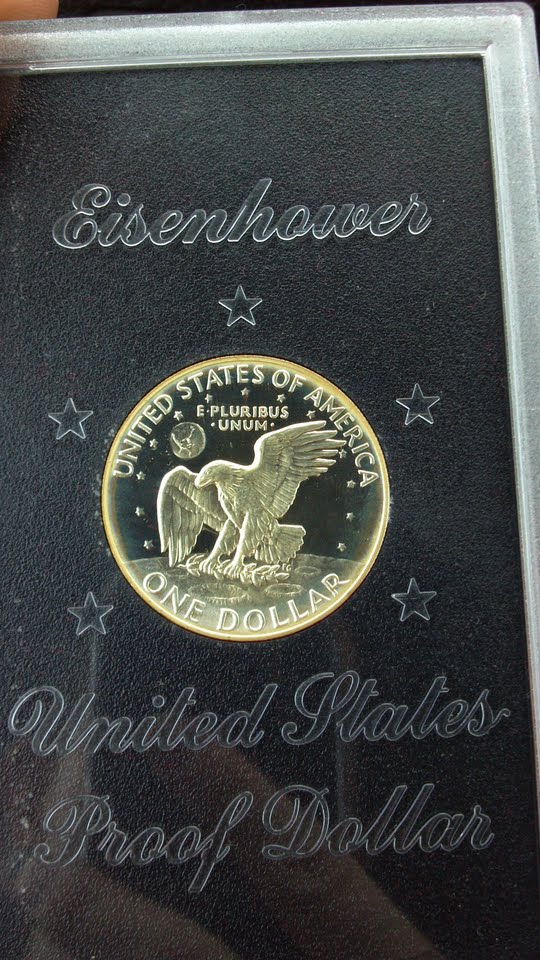 Eisenhower
UNITED STATES OF AMERICA
E·PLURIBUS
·UNUM·
ONE DOLLAR
United States
Proof Dollar